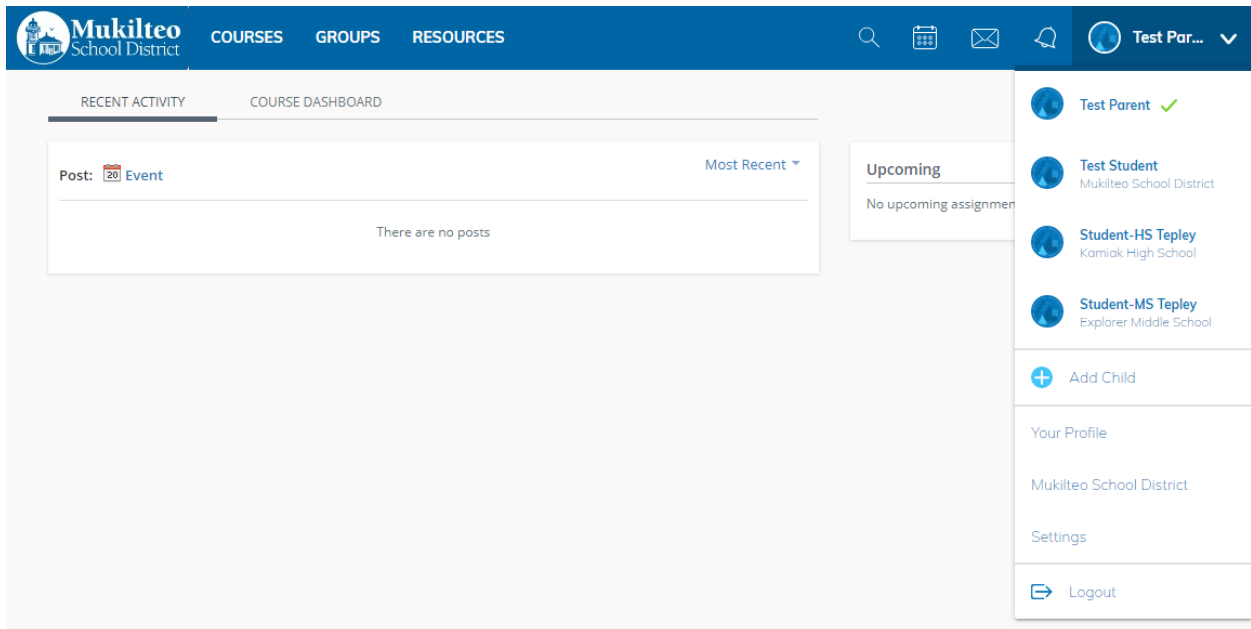 Mukilteo
School District
COURSES GROUPS RESOURCES
Test Par...
RECENT ACTIVITY COURSE DASHBOARD
Post: 20 Event
Most Recent
There are no posts
Upcoming
No upcoming assignmen
Test Parent
Test Student
Mukilteo School District
Student-HS Tepley
Kamiak High School
Student-MS Tepley
Explorer Middle School
Add Child
Your Profile
Mukilteo School District
Settings
Logout